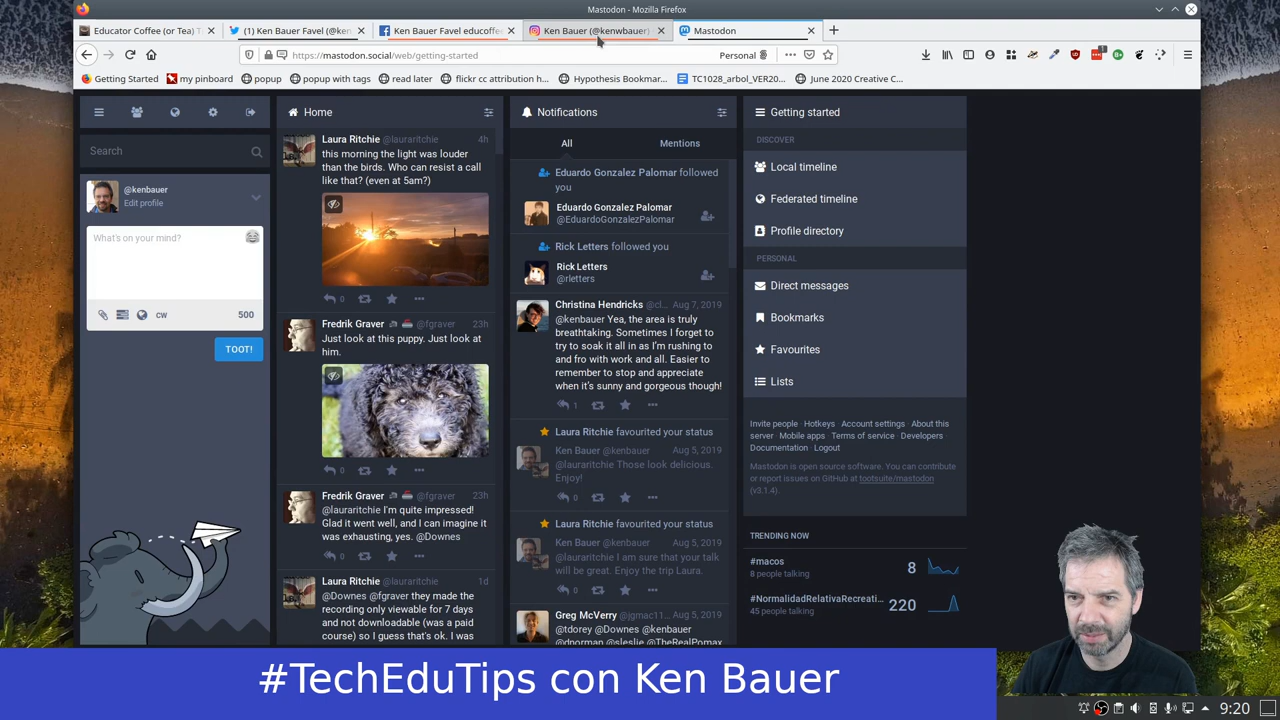 Mastodon - Mozilla Firefox
Educator Coffee (or Tea) T
(1) Ken Bauer Favel (@ken
Ken Bauer Favel educoffe
Ken Bauer (@kenwbauer)
Mastodon
https://mastodon.social/web/getting-started
Personal
Getting Started
my pinboard
popup
popup with tags
read later
flickr cc attribution h...
Hypothesis Bookmar...
TC1028_arbol_VER20...
June 2020 Creative C...
Search
@kenbauer
Edit profile
What's on your mind?
CW
500
TOOT!
Home
Laura Ritchie @lauraritchie 4h
this morning the light was louder
than the birds. Who can resist a call
like that? (even at 5am?)
0
Fredrik Graver @fgraver 23h
Just look at this puppy. Just look at
him.
0
Fredrik Graver @fgraver 23h
@lauraritchie I'm quite impressed!
Glad it went well, and I can imagine it
was exhausting, yes. @Downes
0
Laura Ritchie @lauraritchie 1d
@Downes @fgraver they made the
recording only viewable for 7 days
and not downloadable (was a paid
course) so I guess that's ok. I was
Notifications
All Mentions
Eduardo Gonzalez Palomar followed
you
Eduardo Gonzalez Palomar
@EduardoGonzalezPalomar
Rick Letters followed you
Rick Letters
@rletters
Christina Hendricks @cl... Aug 7, 2019
@kenbauer Yea, the area is truly
breathtaking. Sometimes I forget to
try to soak it all in as I'm rushing to
and fro with work and all. Easier to
remember to stop and appreciate
when it's sunny and gorgeous though!
1
Laura Ritchie favourited your status
Ken Bauer @kenbauer Aug 5, 2019
@lauraritchie Those look delicious.
Enjoy!
0
Laura Ritchie favourited your status
Ken Bauer @kenbauer Aug 5, 2019
@lauraritchie I am sure that your talk
will be great. Enjoy the trip Laura.
0
Greg McVerry @jgmac11... Aug 5, 2019
@tdorey @Downes @kenbauer
@dnorman @sleslie @TheRealPomax
Getting started
DISCOVER
Local timeline
Federated timeline
Profile directory
PERSONAL
Direct messages
Bookmarks
Favourites
Lists
Invite people Hotkeys Account settings About this
server Mobile apps Terms of service Developers
Documentation Logout
Mastodon is open source software. You can contribute
or report issues on GitHub at tootsuite/mastodon
(v3.1.4).
TRENDING NOW
#macos
8 people talking
8
#NormalidadRelativaRecreati...
45 people talking
220
#TechEduTips con Ken Bauer
9:20